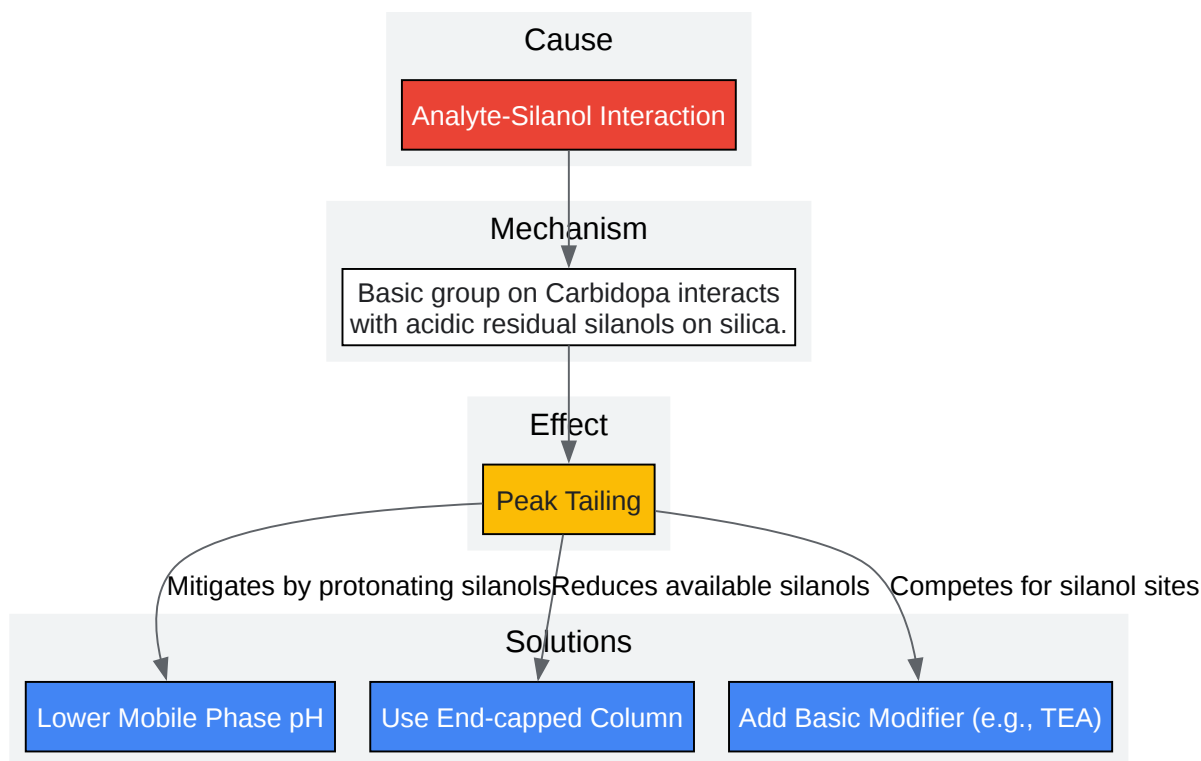 Cause
Analyte-Silanol Interaction
Mechanism
Basic group on Carbidopa interacts
with acidic residual silanols on silica.
Effect
Peak Tailing
Mitigates by protonating silanols
Reduces available silanols
Competes for silanol sites
Solutions
Lower Mobile Phase pH
Use End-capped Column
Add Basic Modifier (e.g., TEA)